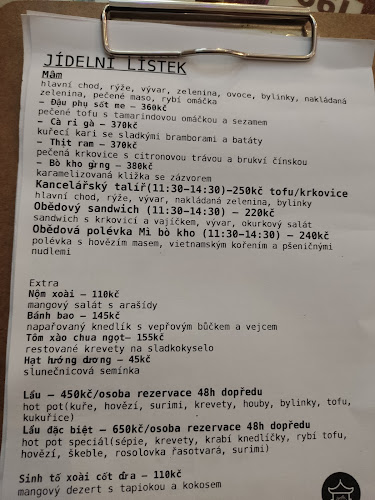 JÍDELNÍ LÍSTEK
Mâm
hlavní chod, rýže, vývar, zelenina, ovoce, bylinky, nakládaná
zelenina, pečené maso, rybí omáčka
– Đậu phụ sốt me – 360kč
pečené tofu s tamarindovou omáčkou a sezamem
– Cà ri gà – 370kč
kuřecí kari se sladkými bramborami a batáty
– Thịt ram – 370kč
pečená krkovice s citronovou trávou a brukví čínskou
– Bò kho gừng – 380kč
karamelizovaná kližka se zázvorem
Kancelářský talíř(11:30–14:30)–250kč tofu/krkovice
hlavní chod, rýže, vývar, nakládaná zelenina, bylinky
Obědový sandwich (11:30–14:30) – 220kč
sandwich s krkovicí a vajíčkem, vývar, okurkový salát
Obědová polévka Mì bò kho (11:30–14:30) – 240kč
polévka s hovězím masem, vietnamským kořením a pšeničnými
nudlemi
Extra
Nộm xoài – 110kč
mangový salát s arašídy
Bánh bao – 145kč
napařovaný knedlík s vepřovým bůčkem a vejcem
Tôm xào chua ngọt– 155kč
restované krevety na sladkokyselo
Hạt hướng dương – 45kč
slunečnicová semínka
Lẩu – 450kč/osoba rezervace 48h dopředu
hot pot(kuře, hovězí, surimi, krevety, houby, bylinky, tofu,
kukuřice)
Lẩu đặc biệt – 650kč/osoba rezervace 48h dopředu
hot pot speciál(sépie, krevety, krabí knedlíčky, rybí tofu,
hovězí, škeble, rosolovka řasotvará, surimi)
Sinh tố xoài cốt dừa – 110kč
mangový dezert s tapiokou a kokosem